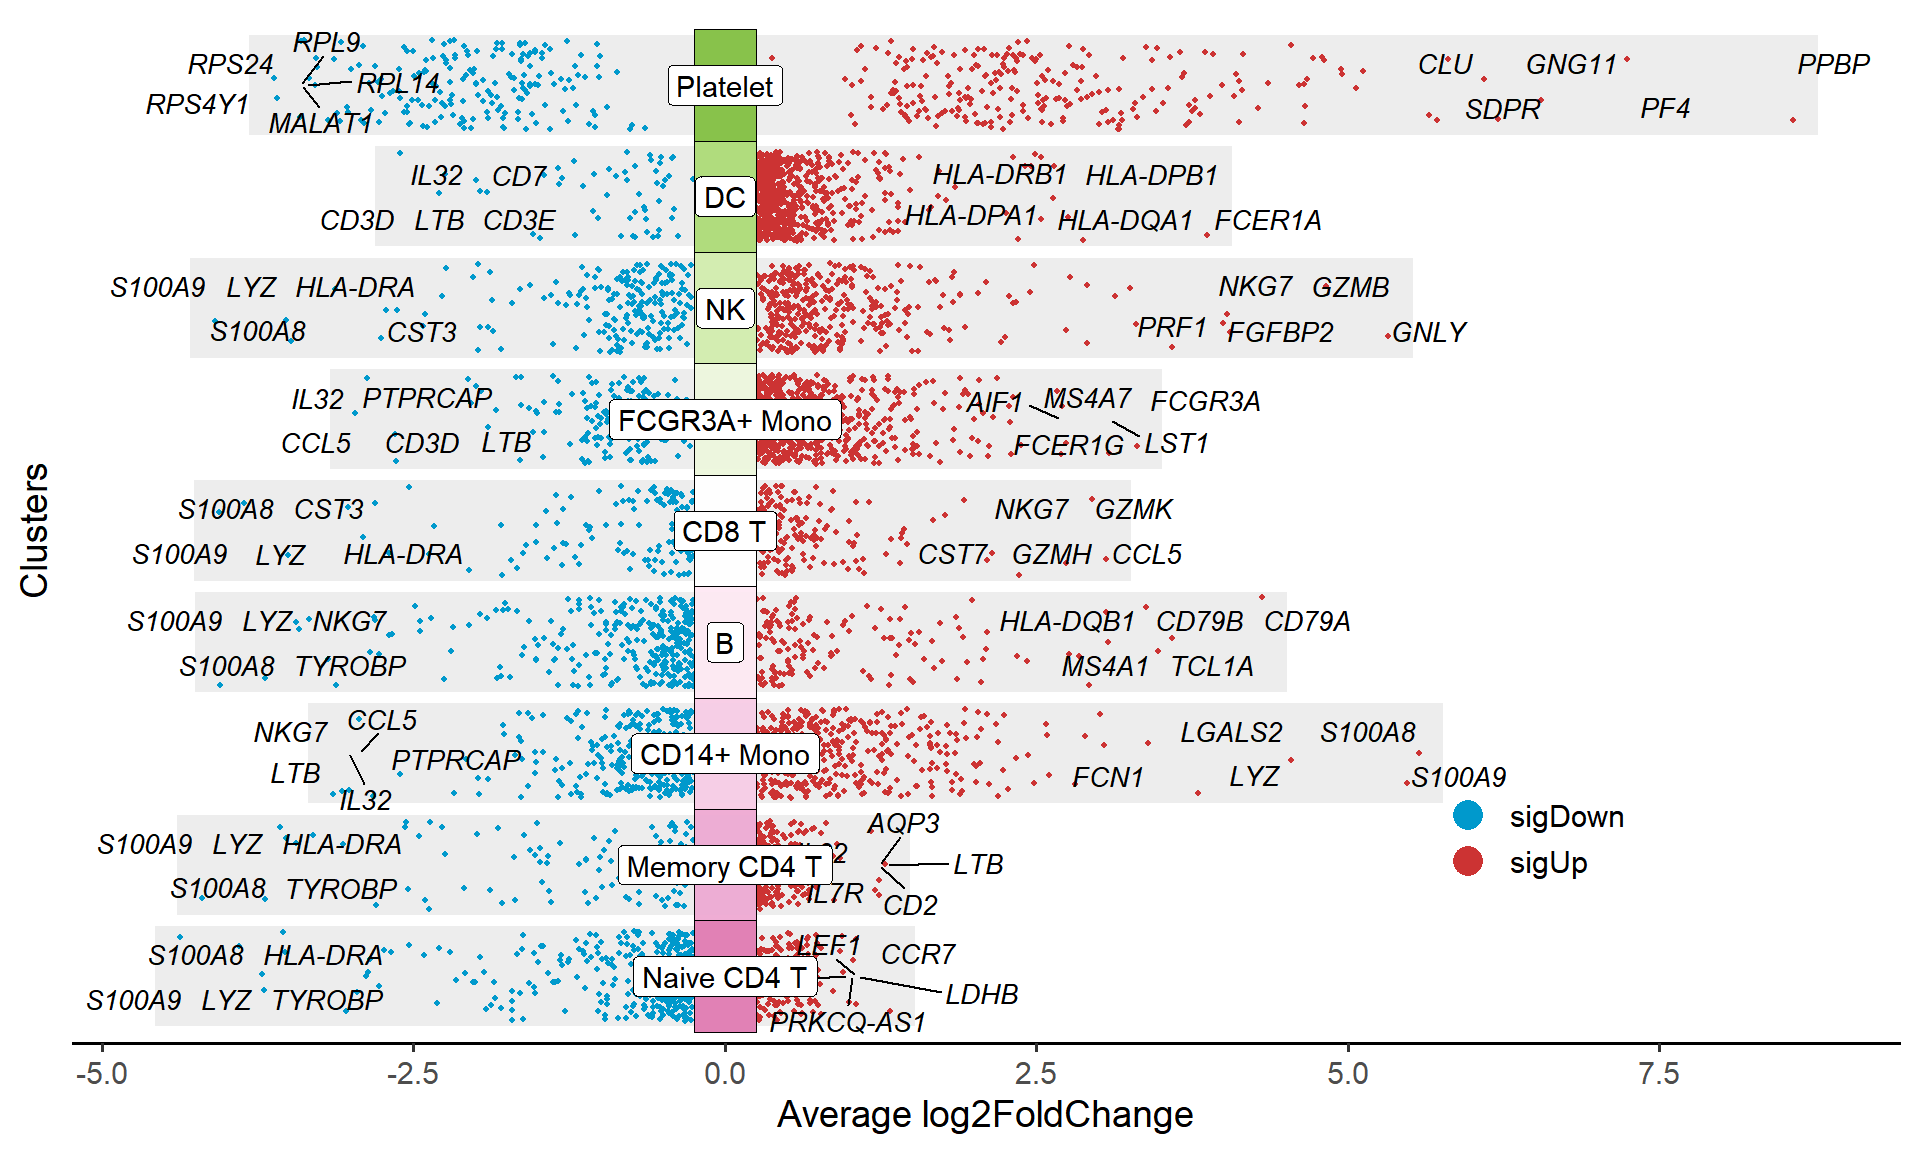 RPL9
RPS24
RPL14
RPS4Y1
MALAT1
Platelet
CLU GNG11 PPBP
SDPR PF4
IL32 CD7
CD3D LTB CD3E
DC
HLA-DRB1 HLA-DPB1
HLA-DPA1 HLA-DQA1 FCER1A
S100A9 LYZ HLA-DRA
S100A8 CST3
NK
NKG7 GZMB
PRF1 FGFBP2 GNLY
IL32 PTPRCAP
CCL5 CD3D LTB
FCGR3A+ Mono
AIF1 MS4A7 FCGR3A
FCER1G LST1
S100A8 CST3
S100A9 LYZ HLA-DRA
CD8 T
NKG7 GZMK
CST7 GZMH CCL5
S100A9 LYZ NKG7
S100A8 TYROBP
B
HLA-DQB1 CD79B CD79A
MS4A1 TCL1A
CCL5
NKG7
PTPRCAP
LTB
IL32
CD14+ Mono
LGALS2 S100A8
FCN1 LYZ S100A9
S100A9 LYZ HLA-DRA
S100A8 TYROBP
Memory CD4 T
AQP3
LTB
IL7R
CD2
S100A8 HLA-DRA
S100A9 LYZ TYROBP
Naive CD4 T
LEF1 CCR7
LDHB
PRKCQ-AS1
sigDown
sigUp
Clusters
-5.0 -2.5 0.0 2.5 5.0 7.5
Average log2FoldChange